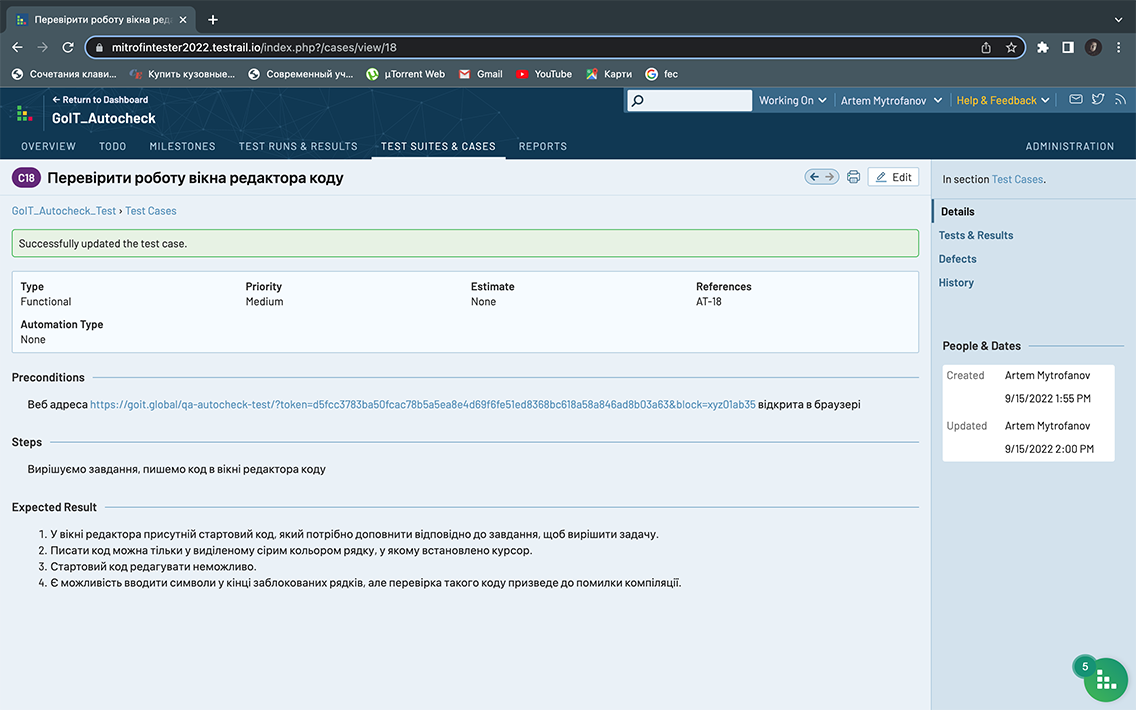 Перевірити роботу вікна ред
mitrofintester2022.testrail.io/index.php?/cases/view/18
Сочетания клави... Купить кузовные... Современный уч... µTorrent Web Gmail YouTube Карти fec
← Return to Dashboard
GoIT_Autocheck
Working On Artem Mytrofanov Help & Feedback
OVERVIEW TODO MILESTONES TEST RUNS & RESULTS TEST SUITES & CASES REPORTS ADMINISTRATION
C18 Перевірити роботу вікна редактора коду
Edit
In section Test Cases.
GoIT_Autocheck_Test › Test Cases
Details
Tests & Results
Defects
History
Successfully updated the test case.
Type Priority Estimate References
Functional Medium None AT-18
Automation Type
None
People & Dates
Created Artem Mytrofanov
9/15/2022 1:55 PM
Updated Artem Mytrofanov
9/15/2022 2:00 PM
Preconditions
Веб адреса https://goit.global/qa-autocheck-test/?token=d5fcc3783ba50fcac78b5a5ea8e4d69f6fe51ed8368bc618a58a846ad8b03a63&block=xyz01ab35 відкрита в браузері
Steps
Вирішуємо завдання, пишемо код в вікні редактора коду
Expected Result
1. У вікні редактора присутній стартовий код, який потрібно доповнити відповідно до завдання, щоб вирішити задачу.
2. Писати код можна тільки у виділеному сірим кольором рядку, у якому встановлено курсор.
3. Стартовий код редагувати неможливо.
4. Є можливість вводити символи у кінці заблокованих рядків, але перевірка такого коду призведе до помилки компіляції.
5